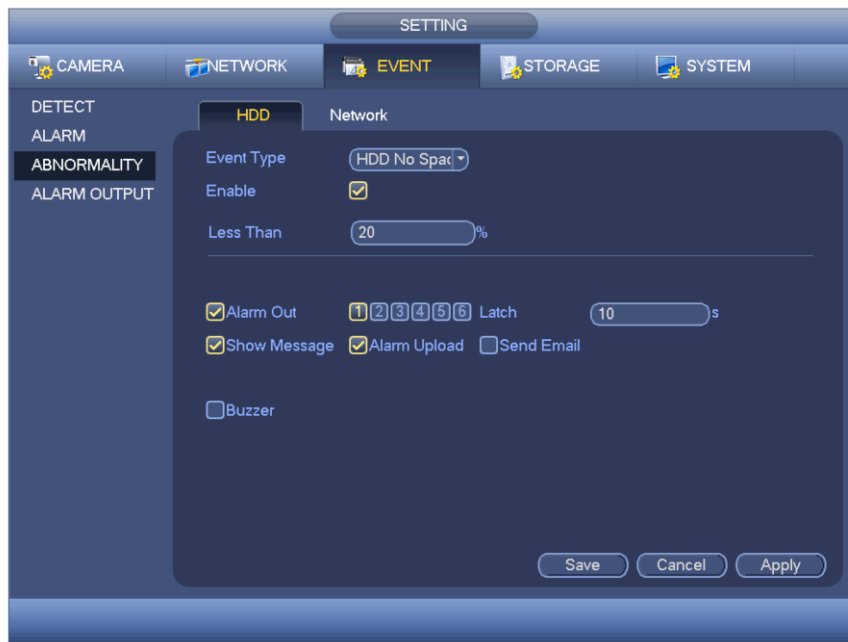 SETTING
CAMERA NETWORK EVENT STORAGE SYSTEM
DETECT
ALARM
ABNORMALITY
ALARM OUTPUT
HDD Network
Event Type HDD No Spac
Enable
Less Than 20 %
Alarm Out 1 2 3 4 5 6 Latch 10 s
Show Message Alarm Upload Send Email
Buzzer
Save Cancel Apply